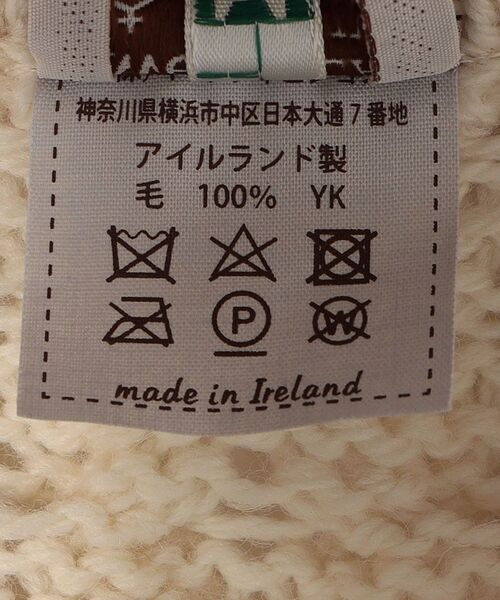 神奈川県横浜市中区日本大通7番地
アイルランド製
毛 100% YK
P
W
made in Ireland